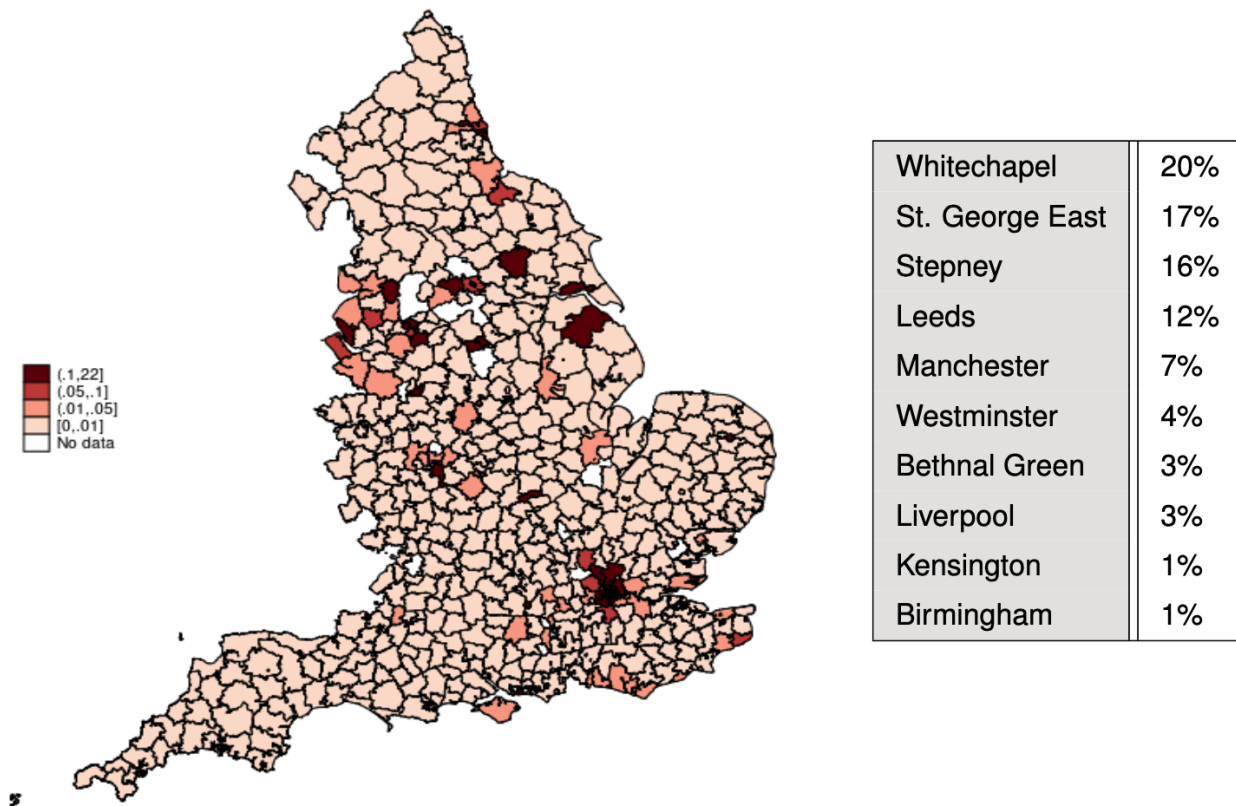 (.1,22]
(.05,.1]
(.01,.05]
[0,.01]
No data
Whitechapel 20%
St. George East 17%
Stepney 16%
Leeds 12%
Manchester 7%
Westminster 4%
Bethnal Green 3%
Liverpool 3%
Kensington 1%
Birmingham 1%